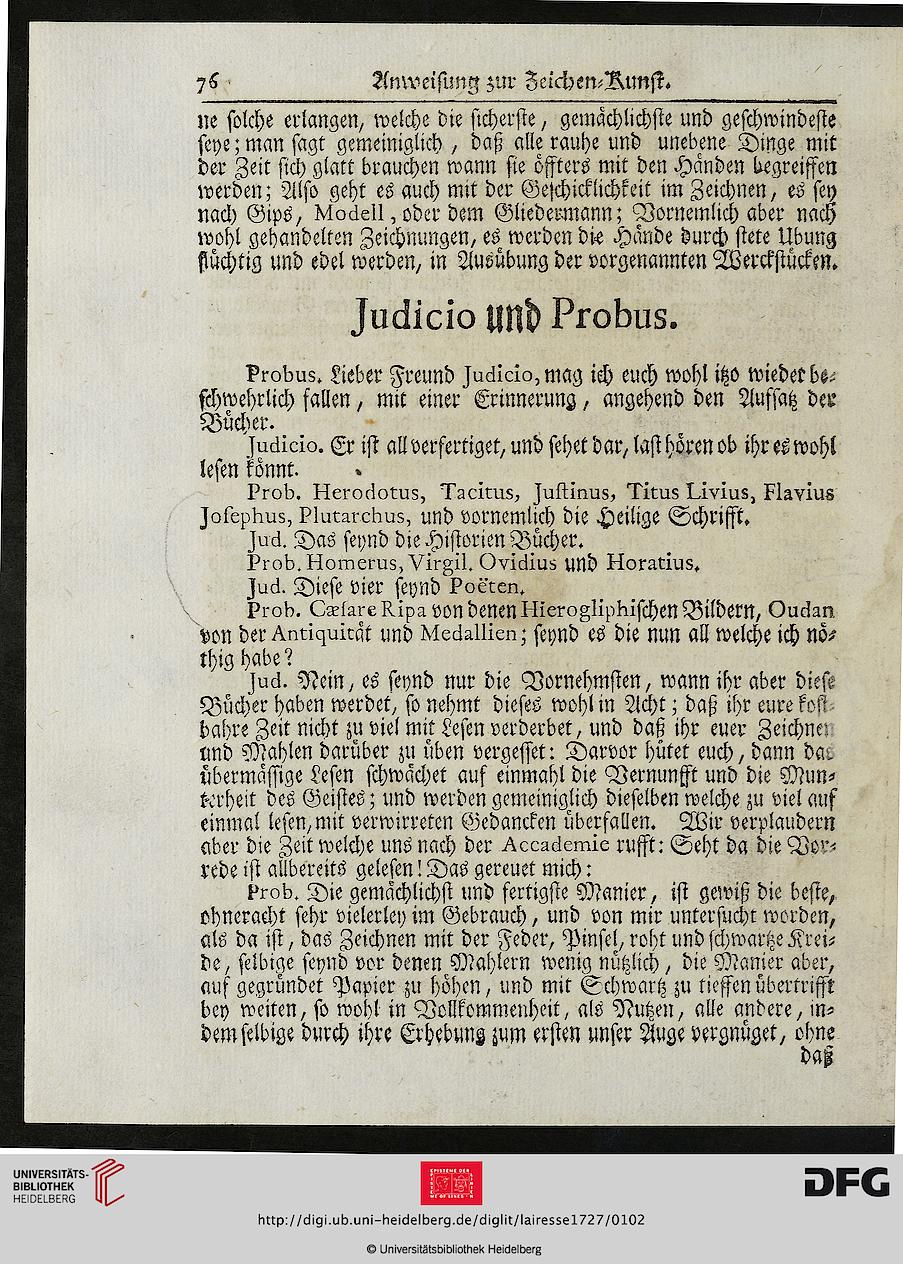 76 Anweisung zur Zeichen-Kunst.
ne solche erlangen, welche die sicherste, gemächlichste und geschwindeste
seye; man sagt gemeiniglich, daß alle rauhe und unebene Dinge mit
der Zeit sich glatt brauchen wann sie öffters mit den Händen begreiffen
werden; Also geht es auch mit der Geschicklichkeit im Zeichnen, es sey
nach Gips, Modell, oder dem Gliedermann; Vornemlich aber nach
wohl gehandelten Zeichnungen, es werden die Hände durch stete Ubung
flüchtig und edel werden, in Ausübung der vorgenannten Werckstücken.
Judicio und Probus.
Probus. Lieber Freund Judicio, mag ich euch wohl itzo wieder be-
schwehrlich fallen, mit einer Erinnerung, angehend den Aufsatz der
Bücher.
Judicio. Er ist all verfertiget, und sehet dar, last hören ob ihr es wohl
lesen könnt.
Prob. Herodotus, Tacitus, Justinus, Titus Livius, Flavius
Josephus, Plutarchus, und vornemlich die Heilige Schrifft.
Jud. Das seynd die Historien Bücher.
Prob. Homerus, Virgil. Ovidius und Horatius.
Jud. Diese vier seynd Poëten.
Prob. Cæsare Ripa von denen Hierogliphischen Bildern, Oudan
von der Antiquität und Medallien; seynd es die nun all welche ich nö-
thig habe?
Jud. Nein, es seynd nur die Vornehmsten, wann ihr aber diese
Bücher haben werdet, so nehmt dieses wohl in Acht; daß ihr eure kost-
bahre Zeit nicht zu viel mit Lesen verderbet, und daß ihr euer Zeichnen
und Mahlen darüber zu üben vergesset: Darvor hütet euch, dann das
übermässige Lesen schwächet auf einmahl die Vernunfft und die Mun-
terheit des Geistes; und werden gemeiniglich dieselben welche zu viel auf
einmal lesen, mit verwirreten Gedancken überfallen. Wir verplaudern
aber die Zeit welche uns nach der Accademie rufft: Seht da die Vor-
rede ist allbereits gelesen! Das gereuet mich:
Prob. Die gemächlichst und fertigste Manier, ist gewiß die beste,
ohneracht sehr vielerley im Gebrauch, und von mir untersucht worden,
als da ist, das Zeichnen mit der Feder, Pinsel, roht und schwartze Krei-
de, selbige seynd vor denen Mahlern wenig nützlich, die Manier aber,
auf gegründet Papier zu höhen, und mit Schwartz zu tieffen übertrifft
bey weiten, so wohl in Vollkommenheit, als Nutzen, alle andere, in-
dem selbige durch ihre Erhebung zum ersten unser Auge vergnüget, ohne
daß
UNIVERSITÄTS-
BIBLIOTHEK
HEIDELBERG
DFG
http://digi.ub.uni-heidelberg.de/diglit/lairesse1727/0102
© Universitätsbibliothek Heidelberg